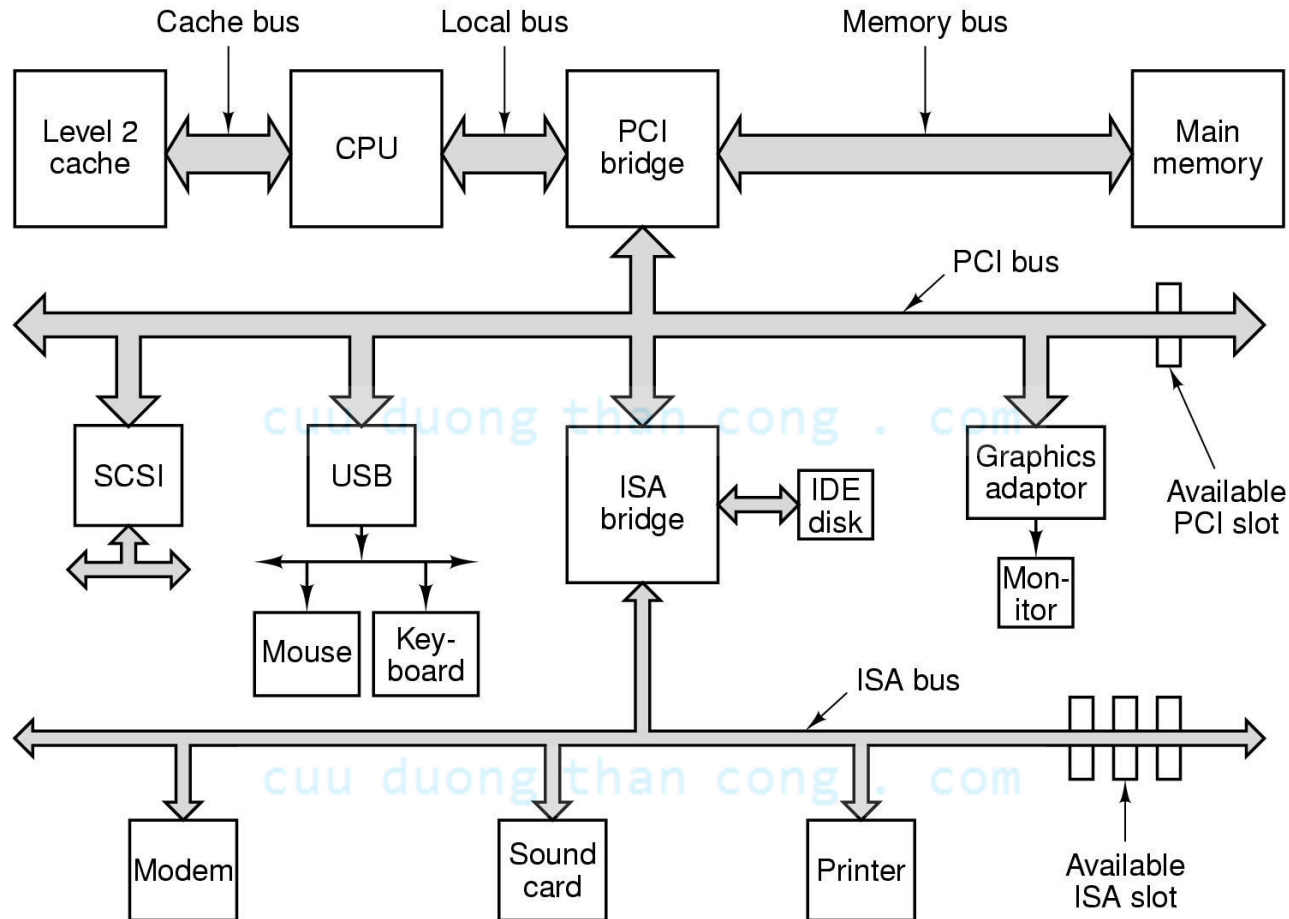 Cache bus
Local bus
Memory bus
Level 2
cache
CPU
PCI
bridge
Main
memory
PCI bus
cuu duong than cong . com
SCSI
USB
ISA
bridge
IDE
disk
Graphics
adaptor
Available
PCI slot
Mon-
itor
Mouse
Key-
board
ISA bus
cuu duong than cong . com
Modem
Sound
card
Printer
Available
ISA slot